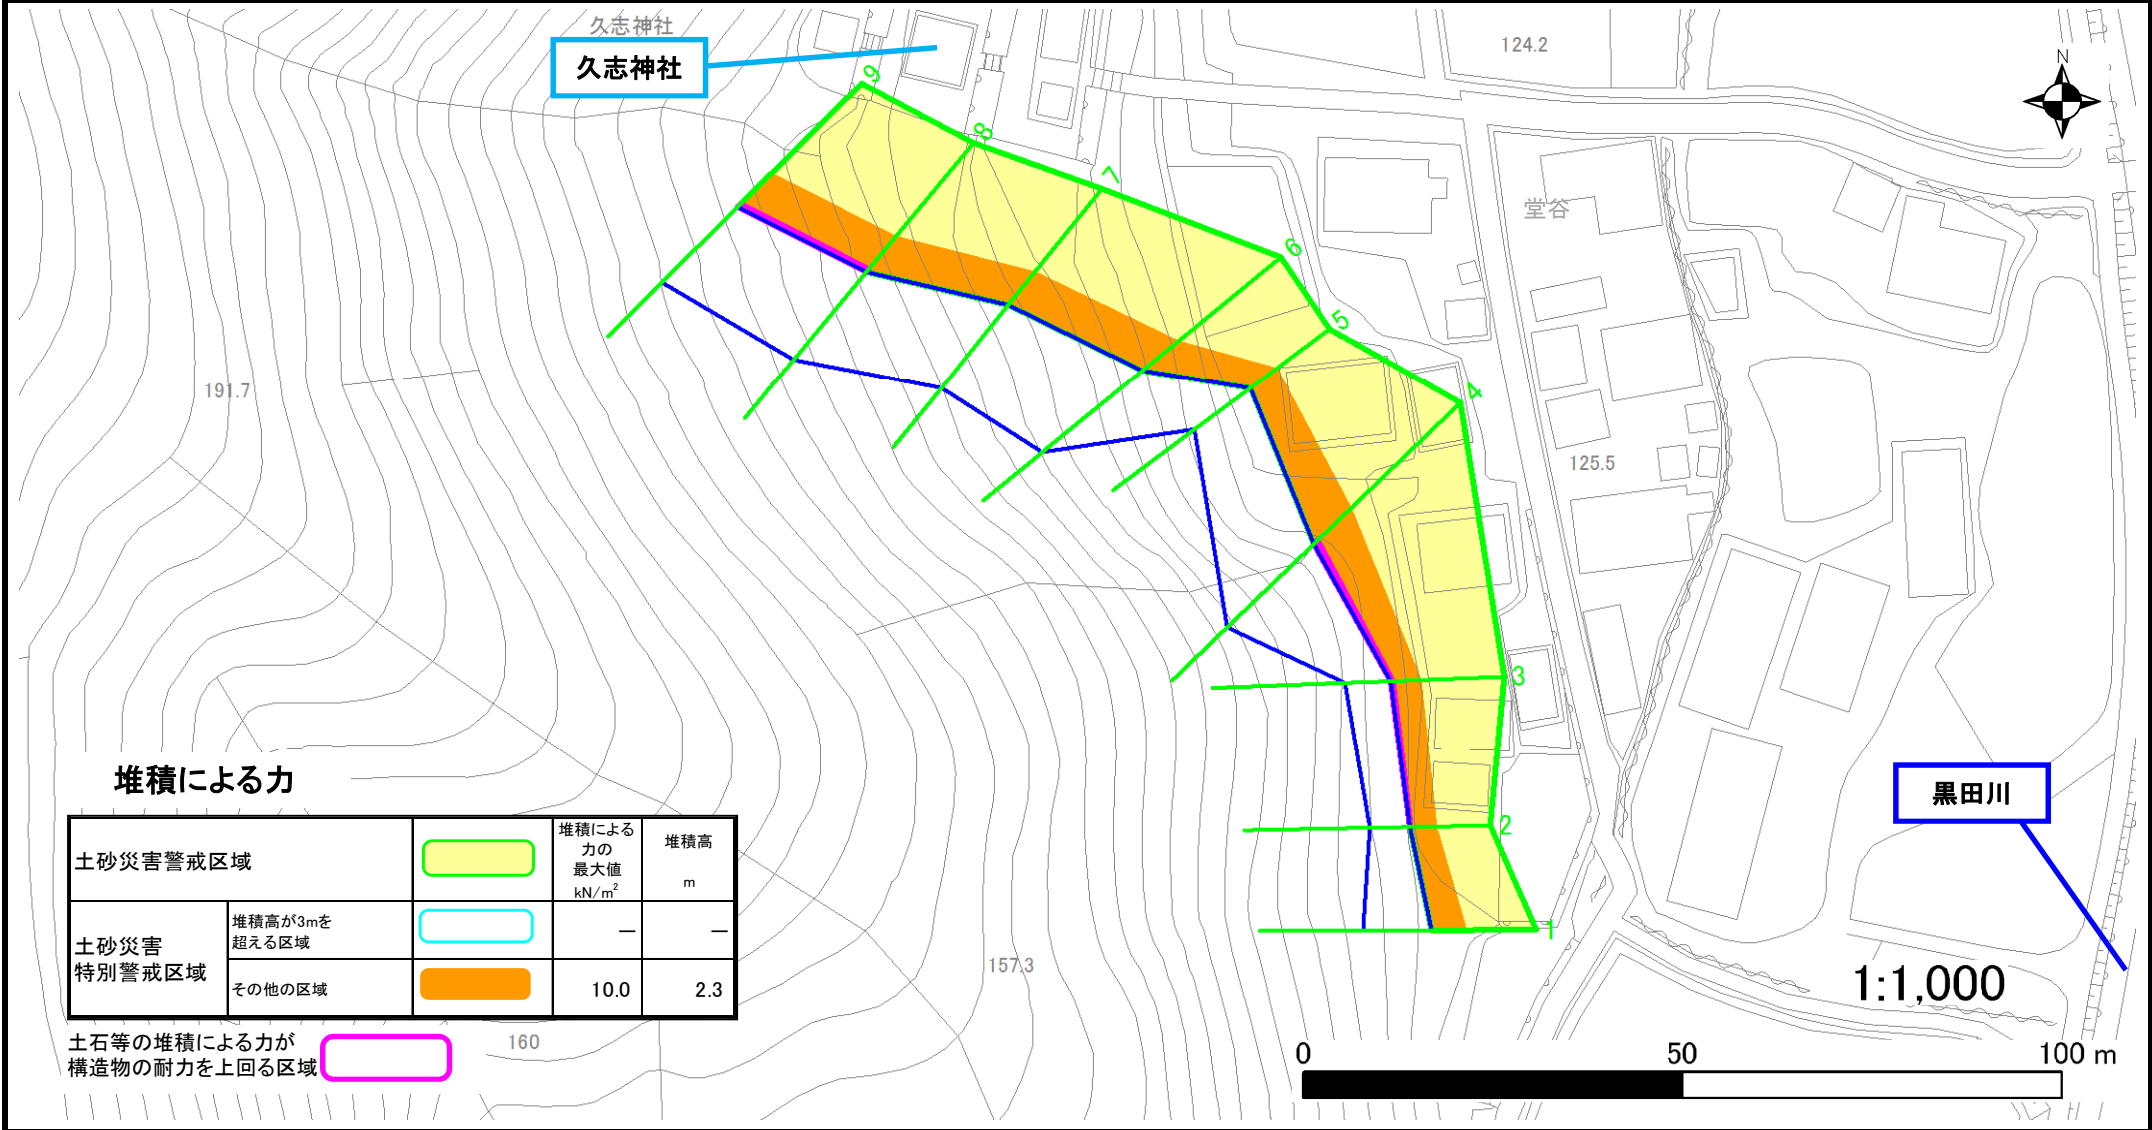 久志神社
久志神社
124.2
N
9
8
7
6
5
4
3
2
1
堂谷
191.7
125.5
157.3
160
黒田川
堆積による力
土砂災害警戒区域
堆積による
力の
最大値
kN/m²
堆積高
m
土砂災害
特別警戒区域
堆積高が3mを
超える区域
― ―
その他の区域
10.0 2.3
土石等の堆積による力が
構造物の耐力を上回る区域
1:1,000
0 50 100 m